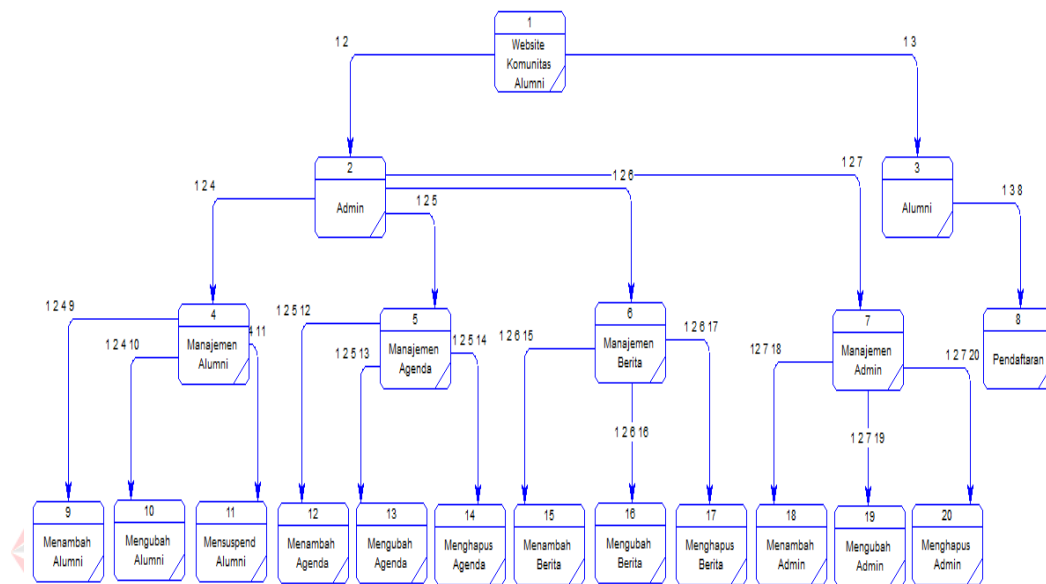 1
Website
Komunitas
Alumni
1 2
1 3
2
Admin
3
Alumni
1 2 4
1 2 5
1 2 6
1 2 7
1 3 8
4
Manajemen
Alumni
5
Manajemen
Agenda
6
Manajemen
Berita
7
Manajemen
Admin
8
Pendaftaran
1 2 4 9
1 2 4 10
4 11
1 2 5 12
1 2 5 13
1 2 5 14
1 2 6 15
1 2 6 16
1 2 6 17
1 2 7 18
1 2 7 19
1 2 7 20
9
Menambah
Alumni
10
Mengubah
Alumni
11
Mensuspend
Alumni
12
Menambah
Agenda
13
Mengubah
Agenda
14
Menghapus
Agenda
15
Menambah
Berita
16
Mengubah
Berita
17
Menghapus
Berita
18
Menambah
Admin
19
Mengubah
Admin
20
Menghapus
Admin